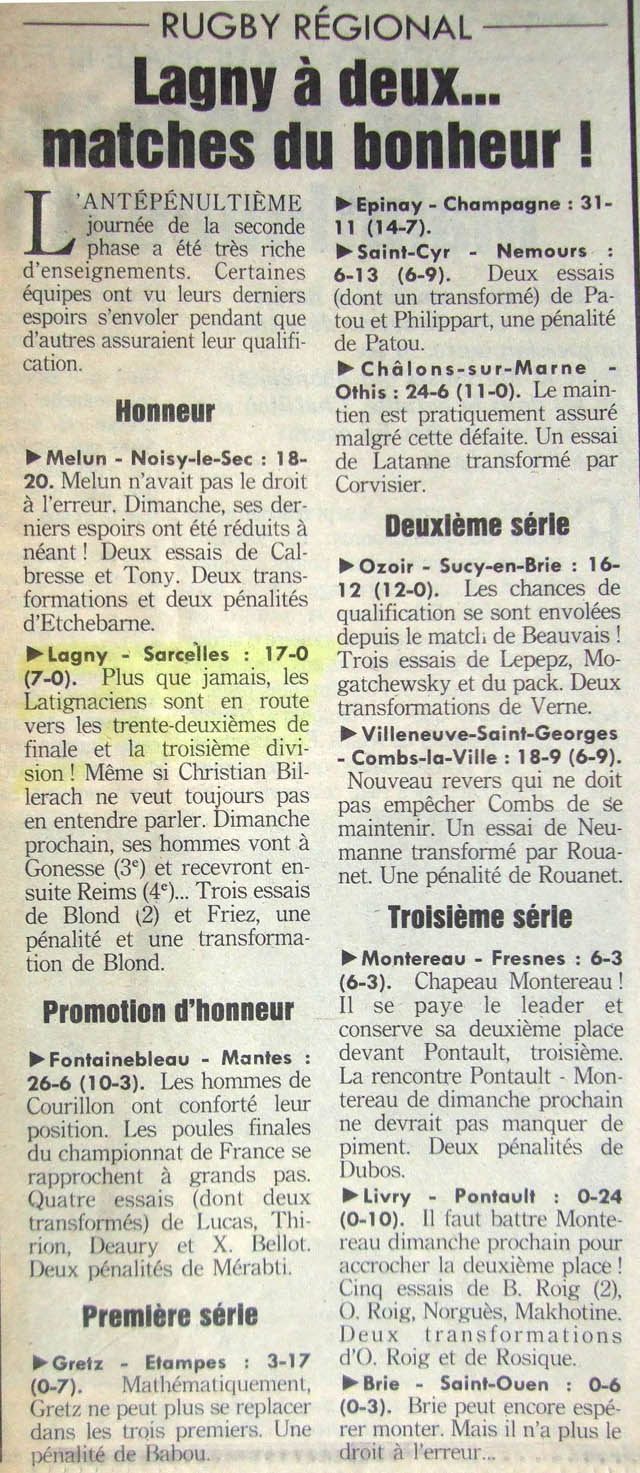 RUGBY RÉGIONAL
Lagny à deux...
matches du bonheur !
L'ANTÉPÉNULTIÈME
journée de la seconde
phase a été très riche
d'enseignements. Certaines
équipes ont vu leurs derniers
espoirs s'envoler pendant que
d'autres assuraient leur qualifi-
cation.
Honneur
▶Melun - Noisy-le-Sec : 18-
20. Melun n'avait pas le droit
à l'erreur. Dimanche, ses der-
niers espoirs ont été réduits à
néant ! Deux essais de Cal-
bresse et Tony. Deux trans-
formations et deux pénalités
d'Etchebarne.
▶Lagny - Sarcelles : 17-0
(7-0). Plus que jamais, les
Latignaciens sont en route
vers les trente-deuxièmes de
finale et la troisième divi-
sion ! Même si Christian Bil-
lerach ne veut toujours pas
en entendre parler. Dimanche
prochain, ses hommes vont à
Gonesse (3e) et recevront en-
suite Reims (4e)... Trois essais
de Blond (2) et Friez, une
pénalité et une transforma-
tion de Blond.
Promotion d'honneur
▶Fontainebleau - Mantes :
26-6 (10-3). Les hommes de
Courillon ont conforté leur
position. Les poules finales
du championnat de France se
rapprochent à grands pas.
Quatre essais (dont deux
transformés) de Lucas, Thi-
rion, Deaury et X. Bellot.
Deux pénalités de Mérabti.
Première série
▶Gretz - Etampes : 3-17
(0-7). Mathématiquement,
Gretz ne peut plus se replacer
dans les trois premiers. Une
pénalité de Babou.
▶Epinay - Champagne : 31-
11 (14-7).
▶Saint-Cyr - Nemours :
6-13 (6-9). Deux essais
(dont un transformé) de Pa-
tou et Philippart, une pénalité
de Patou.
▶Châlons-sur-Marne -
Othis : 24-6 (11-0). Le main-
tien est pratiquement assuré
malgré cette défaite. Un essai
de Latanne transformé par
Corvisier.
Deuxième série
▶Ozoir - Sucy-en-Brie : 16-
12 (12-0). Les chances de
qualification se sont envolées
depuis le match de Beauvais !
Trois essais de Lepepz, Mo-
gatchewsky et du pack. Deux
transformations de Verne.
▶Villeneuve-Saint-Georges
- Combs-la-Ville : 18-9 (6-9).
Nouveau revers qui ne doit
pas empêcher Combs de se
maintenir. Un essai de Neu-
manne transformé par Roua-
net. Une pénalité de Rouanet.
Troisième série
▶Montereau - Fresnes : 6-3
(6-3). Chapeau Montereau !
Il se paye le leader et
conserve sa deuxième place
devant Pontault, troisième.
La rencontre Pontault - Mon-
tereau de dimanche prochain
ne devrait pas manquer de
piment. Deux pénalités de
Dubos.
▶Livry - Pontault : 0-24
(0-10). Il faut battre Monte-
reau dimanche prochain pour
accrocher la deuxième place !
Cinq essais de B. Roig (2),
O. Roig, Norguès, Makhotine.
Deux transformations
d'O. Roig et de Rosique.
▶Brie - Saint-Ouen : 0-6
(0-3). Brie peut encore espé-
rer monter. Mais il n'a plus le
droit à l'erreur...